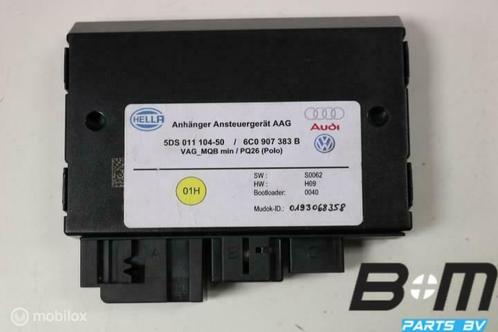 HELLA
Anhänger Ansteuergerät AAG
Audi
5DS 011 104-50 / 6C0 907 383 B
VAG_MQB min / PQ26 (Polo)
01H
SW : S0062
HW : H09
Bootloader: 0040
Mudok-ID.: 0193068358
A
B
B M
PARTS BV
© mobilox